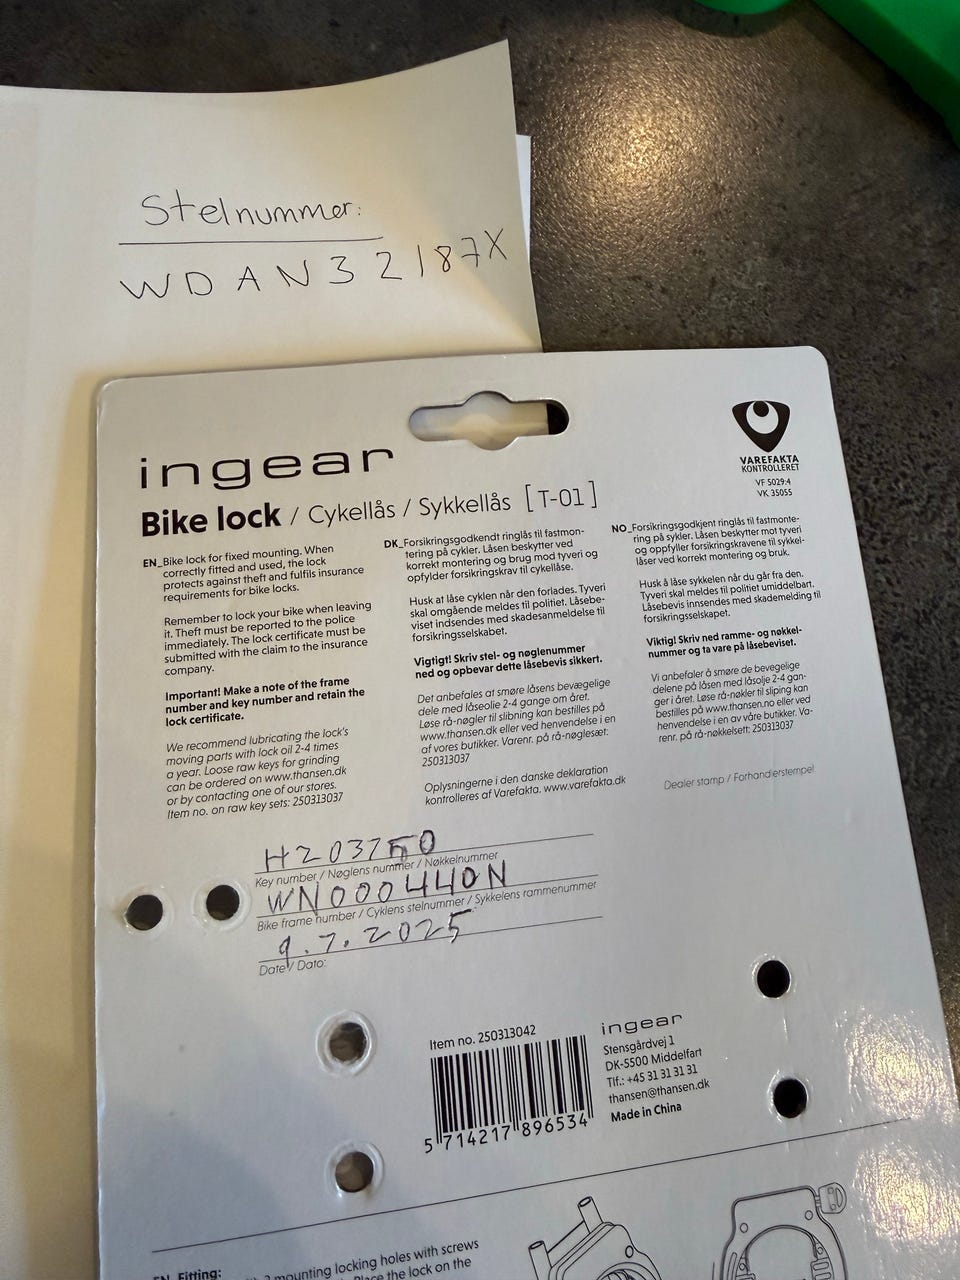 Stelnummer:
WDAN32187X
ingear
Bike lock / Cykellås / Sykkellås [T-01]
VAREFAKTA
KONTROLLERET
VF 5029:4
VK 35055
EN_Bike lock for fixed mounting. When
correctly fitted and used, the lock
protects against theft and fulfils insurance
requirements for bike locks.
Remember to lock your bike when leaving
it. Theft must be reported to the police
immediately. The lock certificate must be
submitted with the claim to the insurance
company.
Important! Make a note of the frame
number and key number and retain the
lock certificate.
We recommend lubricating the lock's
moving parts with lock oil 2-4 times
a year. Loose raw keys for grinding
can be ordered on www.thansen.dk
or by contacting one of our stores.
Item no. on raw key sets: 250313037
DK_Forsikringsgodkendt ringlås til fastmon-
tering på cykler. Låsen beskytter ved
korrekt montering og brug mod tyveri og
opfylder forsikringskrav til cykellåse.
Husk at låse cyklen når den forlades. Tyveri
skal omgående meldes til politiet. Låsebe-
viset indsendes med skadesanmeldelse til
forsikringsselskabet.
Vigtigt! Skriv stel- og nøglenummer
ned og opbevar dette låsebevis sikkert.
Det anbefales at smøre låsens bevægelige
dele med låseolie 2-4 gange om året.
Løse rå-nøgler til slibning kan bestilles på
www.thansen.dk eller ved henvendelse i en
af vores butikker. Varenr. på rå-nøglesæt:
250313037
Oplysningerne i den danske deklaration
kontrolleres af Varefakta. www.varefakta.dk
NO_Forsikringsgodkjent ringlås til fastmonte-
ring på sykler. Låsen beskytter mot tyveri
og oppfyller forsikringskravene til sykkel-
låser ved korrekt montering og bruk.
Husk å låse sykkelen når du går fra den.
Tyveri skal meldes til politiet umiddelbart.
Låsebevis innsendes med skademelding til
forsikringsselskapet.
Viktig! Skriv ned ramme- og nøkkel-
nummer og ta vare på låsebeviset.
Vi anbefaler å smøre de bevegelige
delene på låsen med låsolje 2-4 gan-
ger i året. Løse rå-nøkler til sliping kan
bestilles på www.thansen.no eller ved
henvendelse i en av våre butikker. Va-
renr. på rå-nøkkelsett: 250313037
Dealer stamp / Forhandlerstempel
Key number / Nøglens nummer / Nøkkelnummer
WN000440N
Bike frame number / Cyklens stelnummer / Sykkelens rammenummer
9.7.2025
Date / Dato:
Item no. 250313042
5 714217 896534
ingear
Stensgårdvej 1
DK-5500 Middelfart
Tlf.: +45 31 31 31 31
thansen@thansen.dk
Made in China
EN_Fitting:
2 mounting locking holes with screws
Place the lock on the